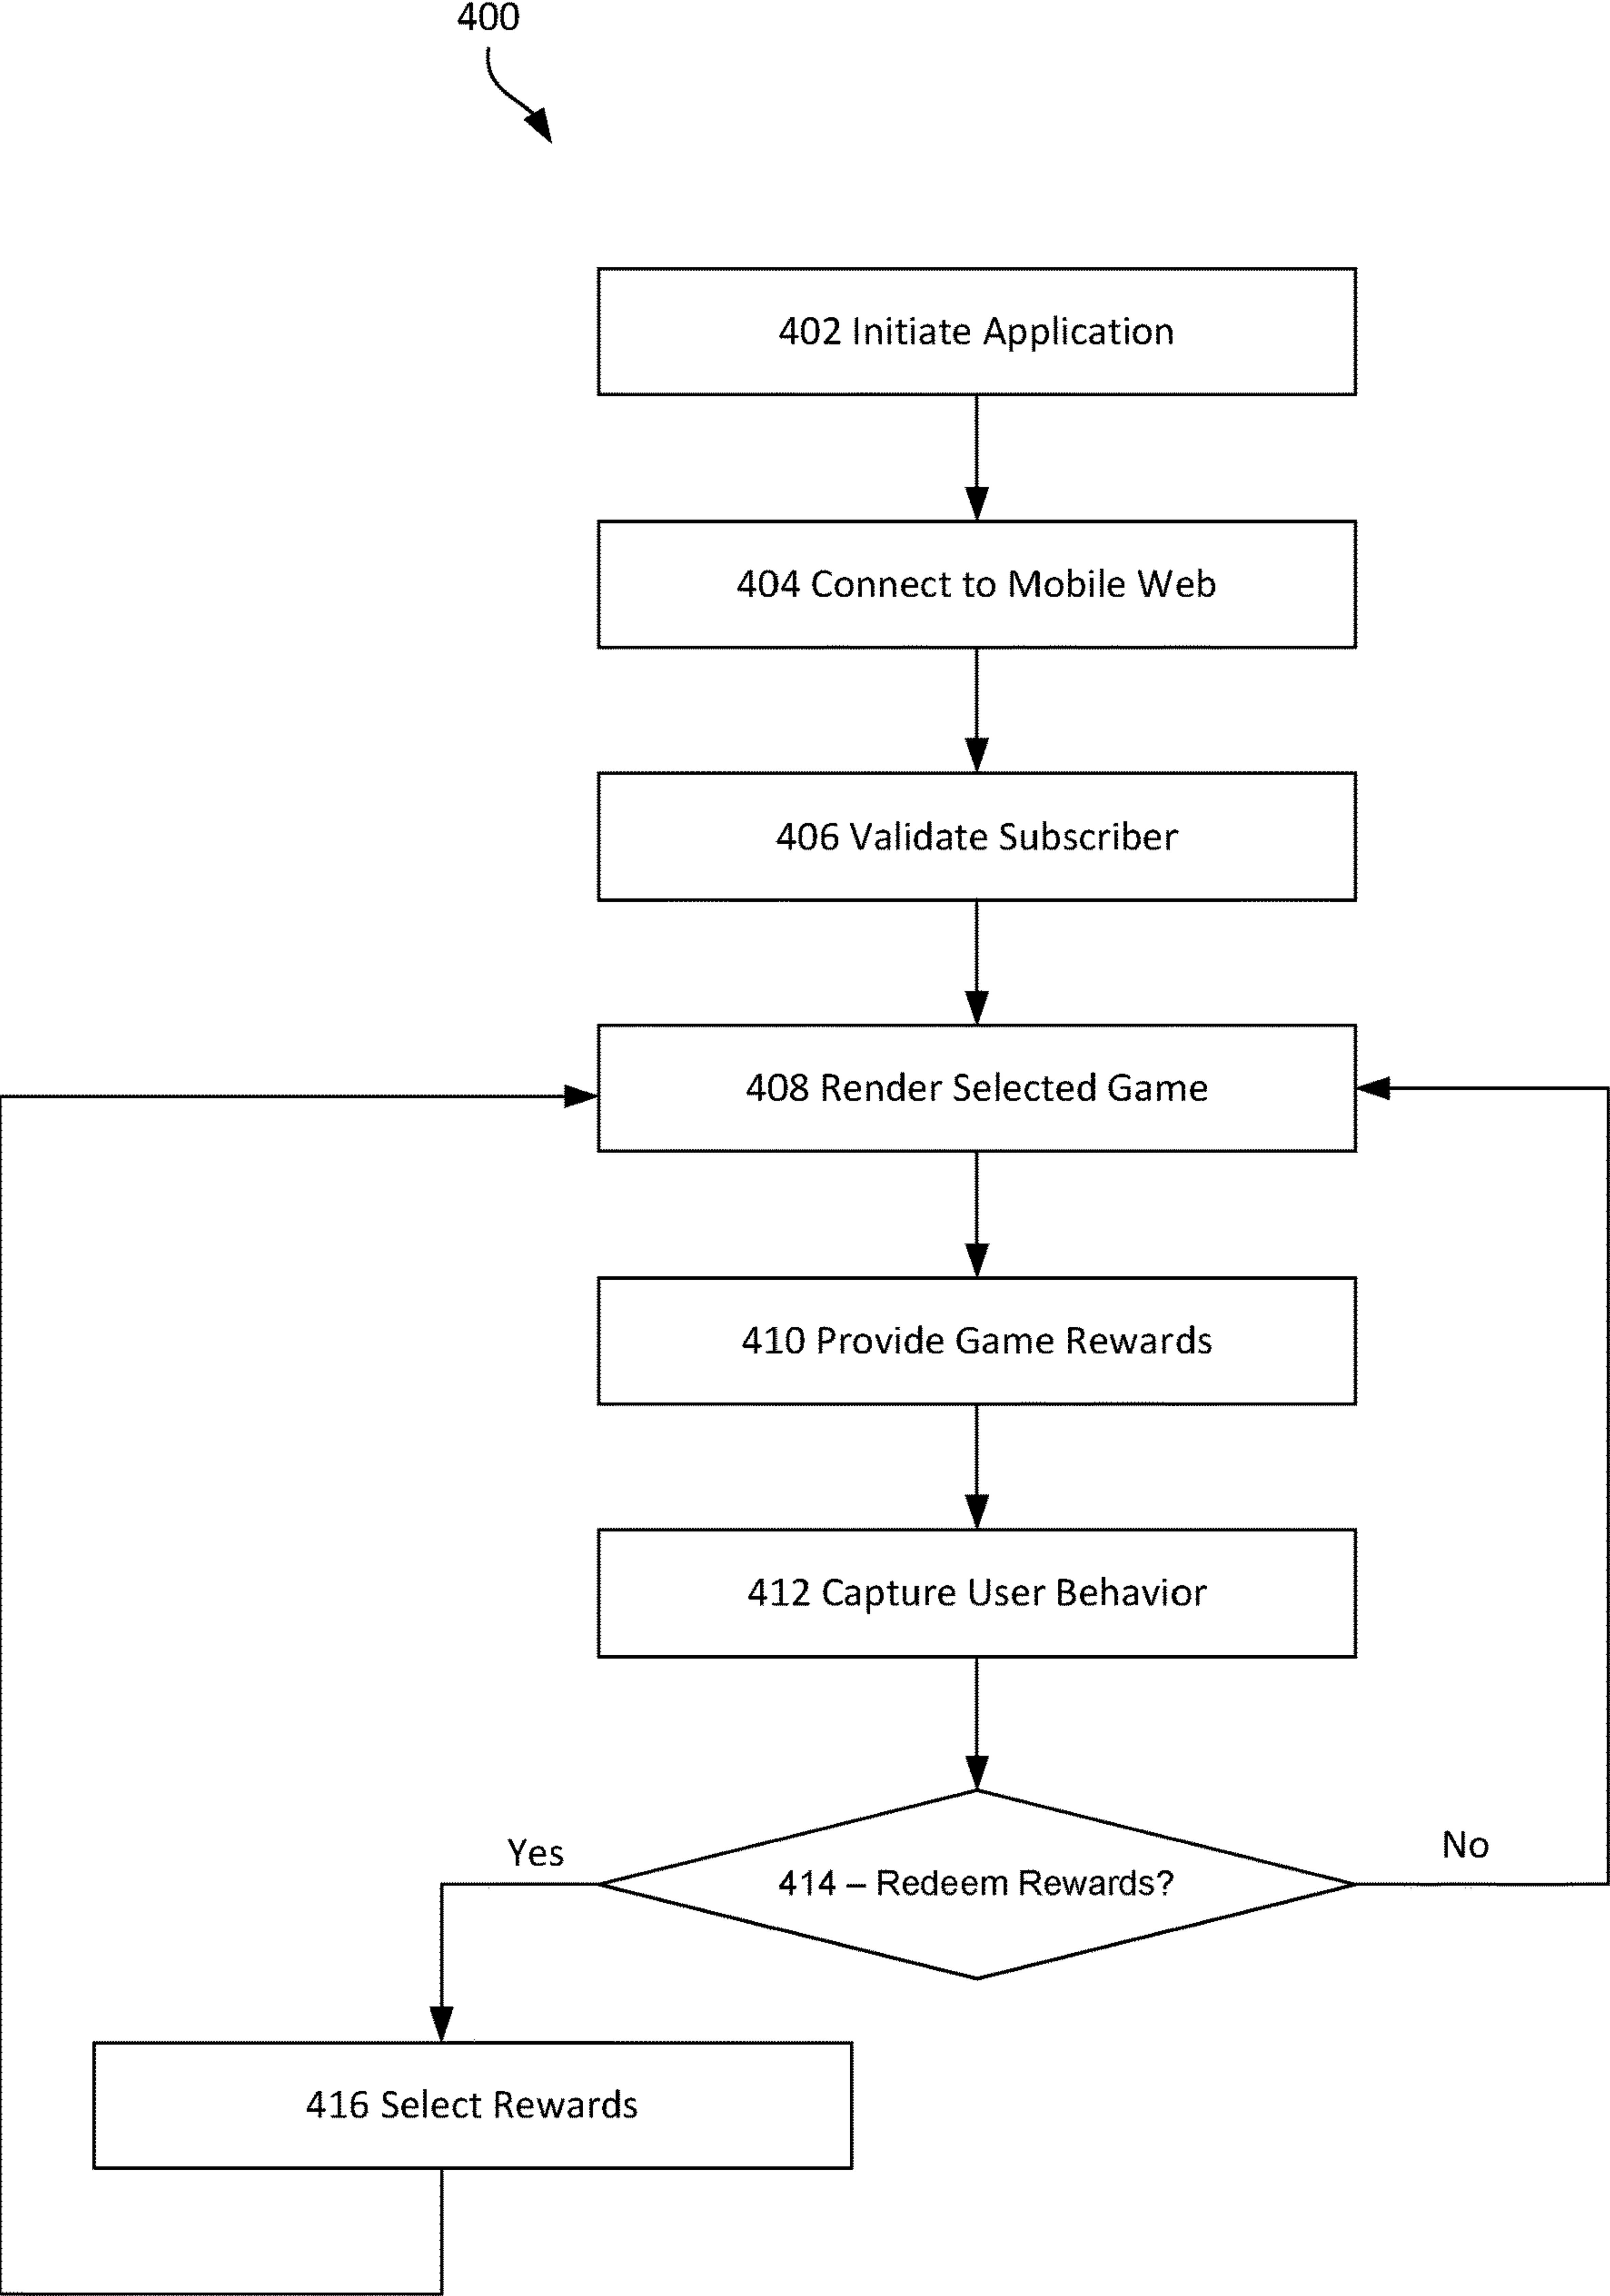 400
402 Initiate Application
404 Connect to Mobile Web
406 Validate Subscriber
408 Render Selected Game
410 Provide Game Rewards
412 Capture User Behavior
Yes
No
414 – Redeem Rewards?
416 Select Rewards